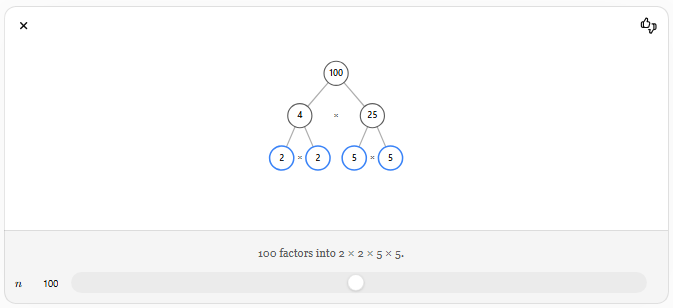 100
4 × 25
2 × 2 5 × 5
100 factors into 2 × 2 × 5 × 5.
n 100